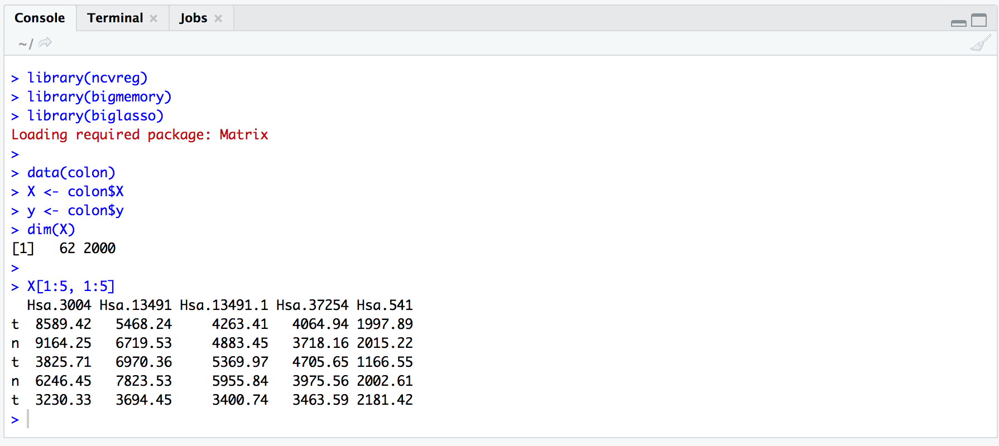 Console Terminal Jobs
~/
> library(ncvreg)
> library(bigmemory)
> library(biglasso)
Loading required package: Matrix
>
> data(colon)
> X <- colon$X
> y <- colon$y
> dim(X)
[1]   62 2000
>
> X[1:5, 1:5]
  Hsa.3004 Hsa.13491 Hsa.13491.1 Hsa.37254 Hsa.541
t  8589.42   5468.24     4263.41   4064.94 1997.89
n  9164.25   6719.53     4883.45   3718.16 2015.22
t  3825.71   6970.36     5369.97   4705.65 1166.55
n  6246.45   7823.53     5955.84   3975.56 2002.61
t  3230.33   3694.45     3400.74   3463.59 2181.42
>